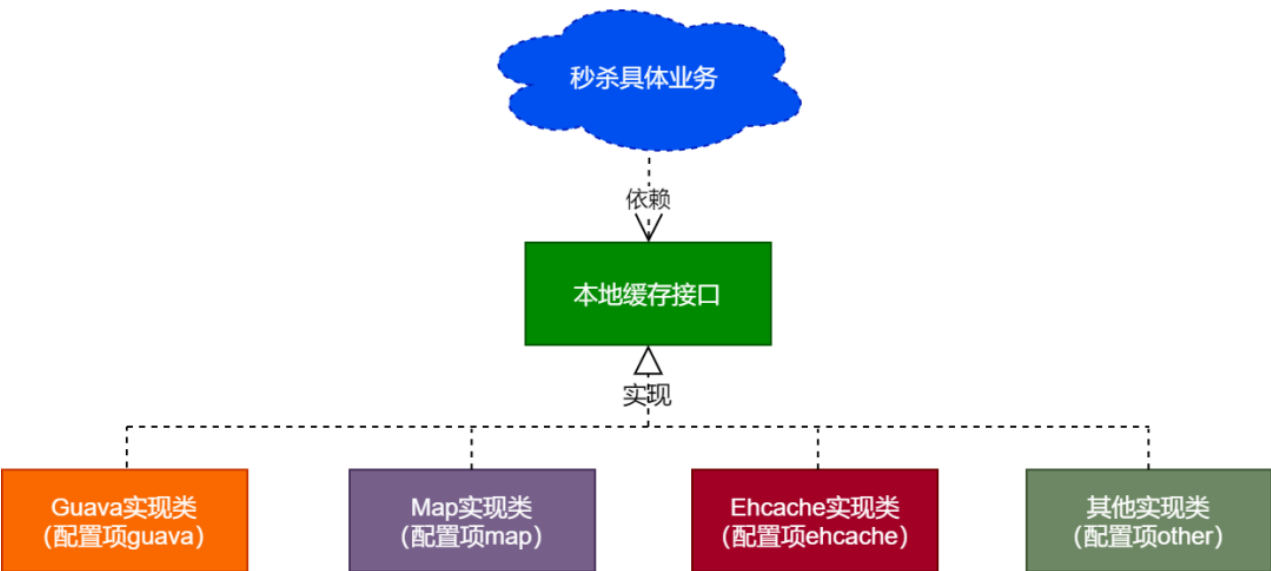 秒杀具体业务
依赖
本地缓存接口
实现
Guava实现类
（配置项guava）
Map实现类
（配置项map）
Ehcache实现类
（配置项ehcache）
其他实现类
（配置项other）